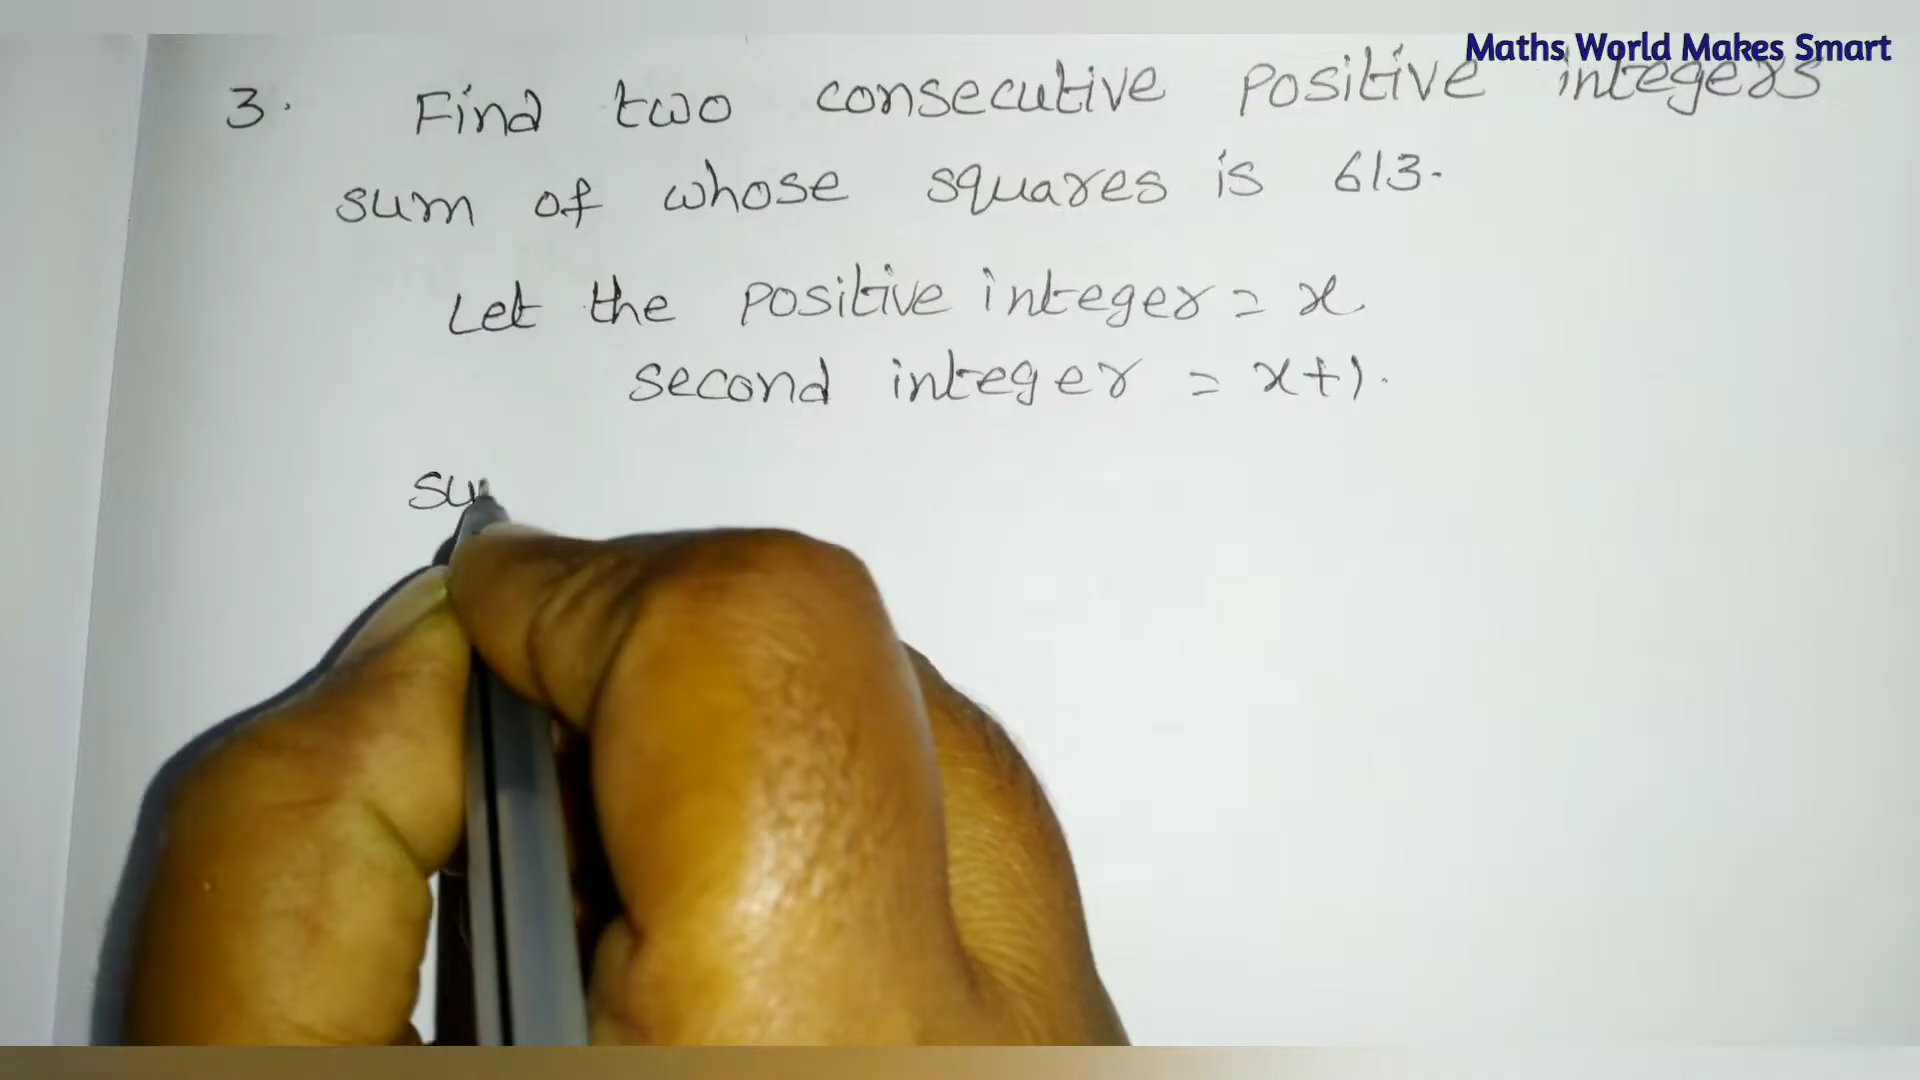 Maths World Makes Smart
3. Find two consecutive positive integers
sum of whose squares is 613.
Let the positive integer = x
second integer = x+1.
su